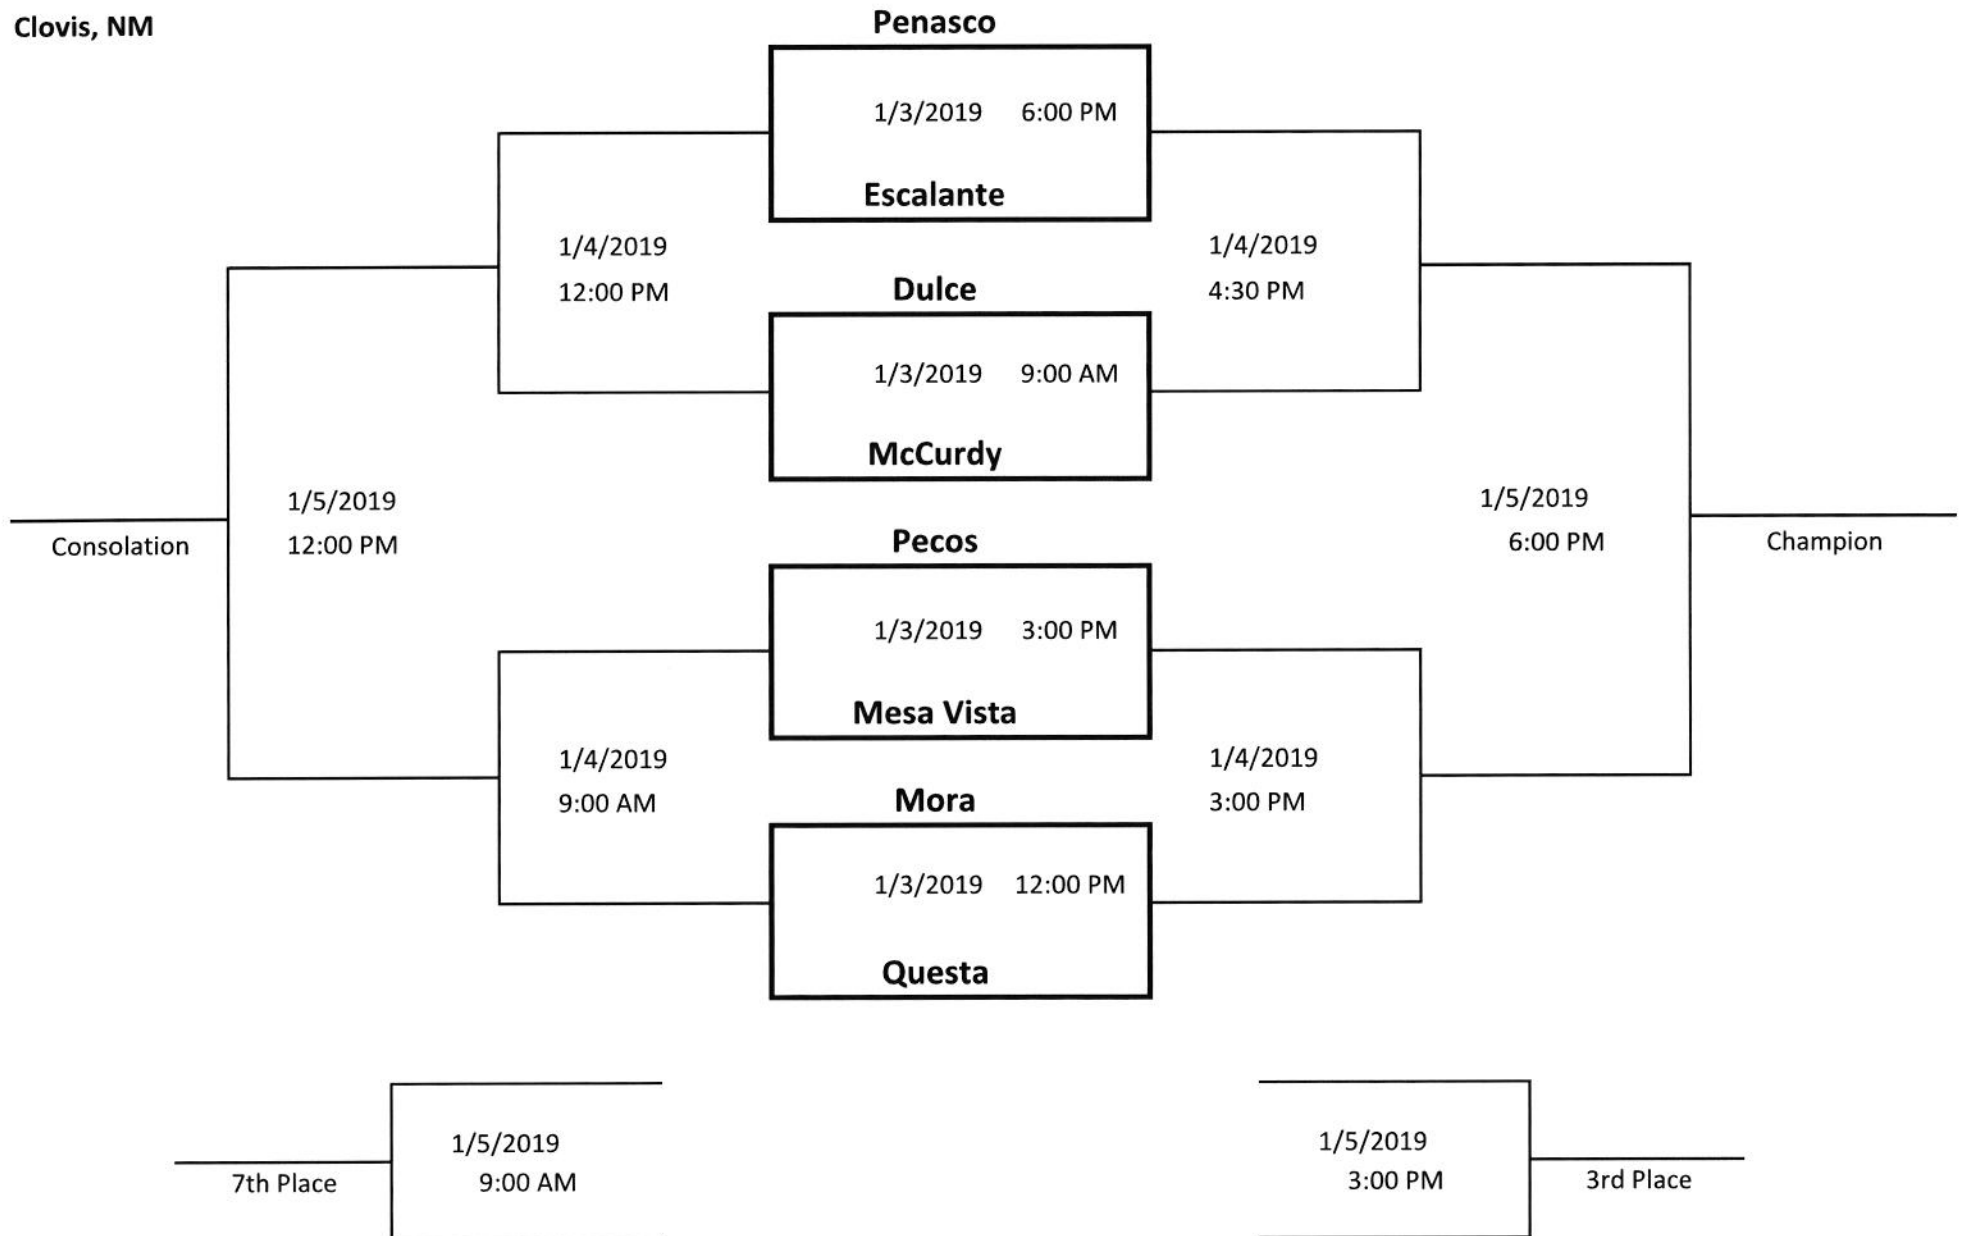 Clovis, NM
Penasco
1/3/2019 6:00 PM
Escalante
1/4/2019
12:00 PM
1/4/2019
4:30 PM
Dulce
1/3/2019 9:00 AM
McCurdy
1/5/2019
12:00 PM
Consolation
1/5/2019
6:00 PM
Champion
Pecos
1/3/2019 3:00 PM
Mesa Vista
1/4/2019
9:00 AM
1/4/2019
3:00 PM
Mora
1/3/2019 12:00 PM
Questa
1/5/2019
9:00 AM
7th Place
1/5/2019
3:00 PM
3rd Place